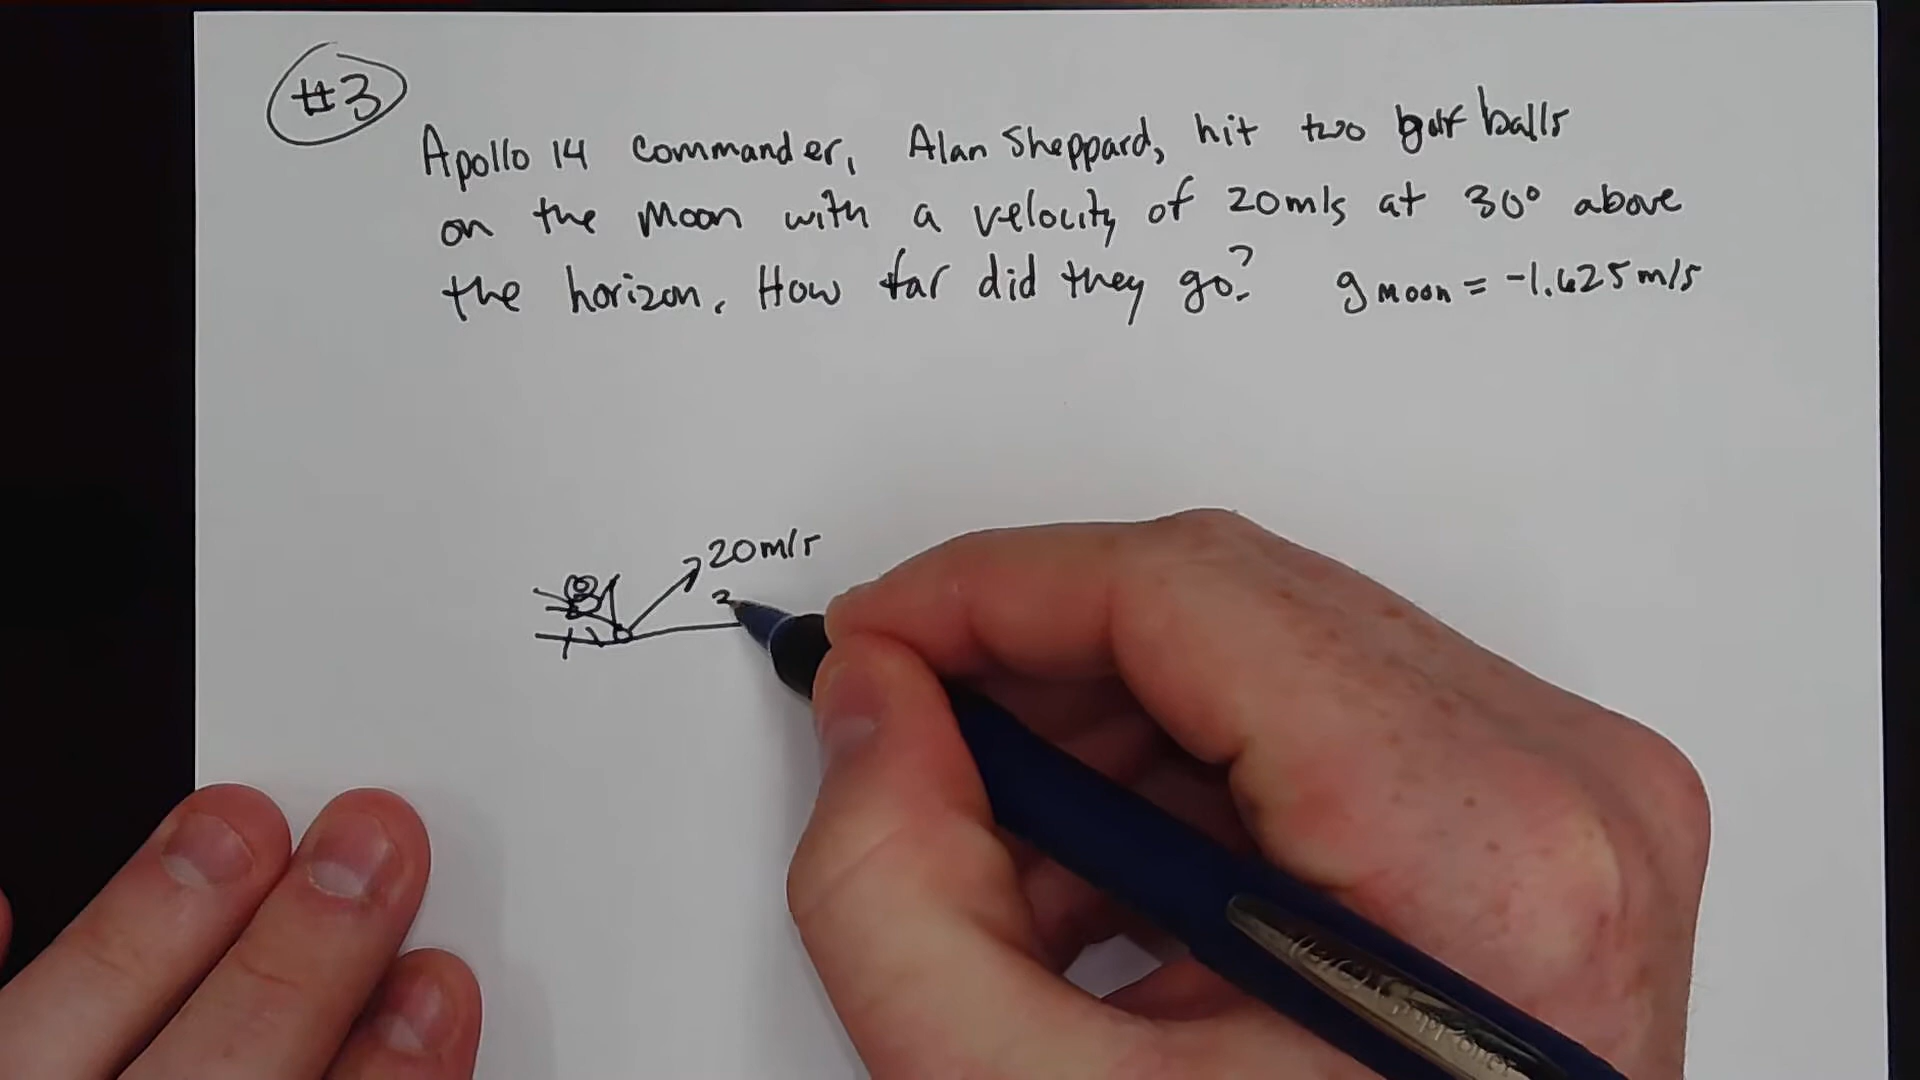 #3
Apollo 14 commander, Alan Sheppard, hit two golf balls
on the Moon with a velocity of 20m/s at 30° above
the horizon. How far did they go? g moon = -1.625 m/s
20m/s